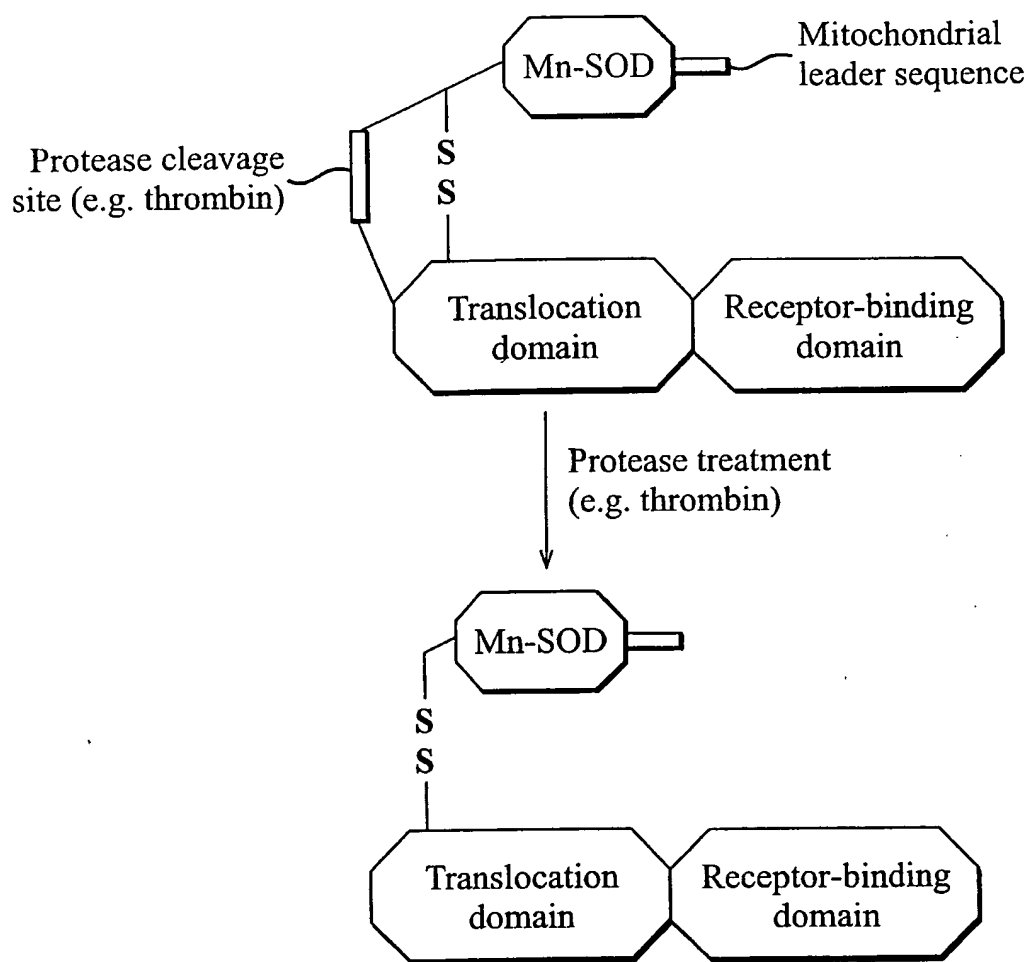 Mn-SOD
Mitochondrial
leader sequence
Protease cleavage
site (e.g. thrombin)
S
S
Translocation
domain
Receptor-binding
domain
Protease treatment
(e.g. thrombin)
Mn-SOD
S
S
Translocation
domain
Receptor-binding
domain